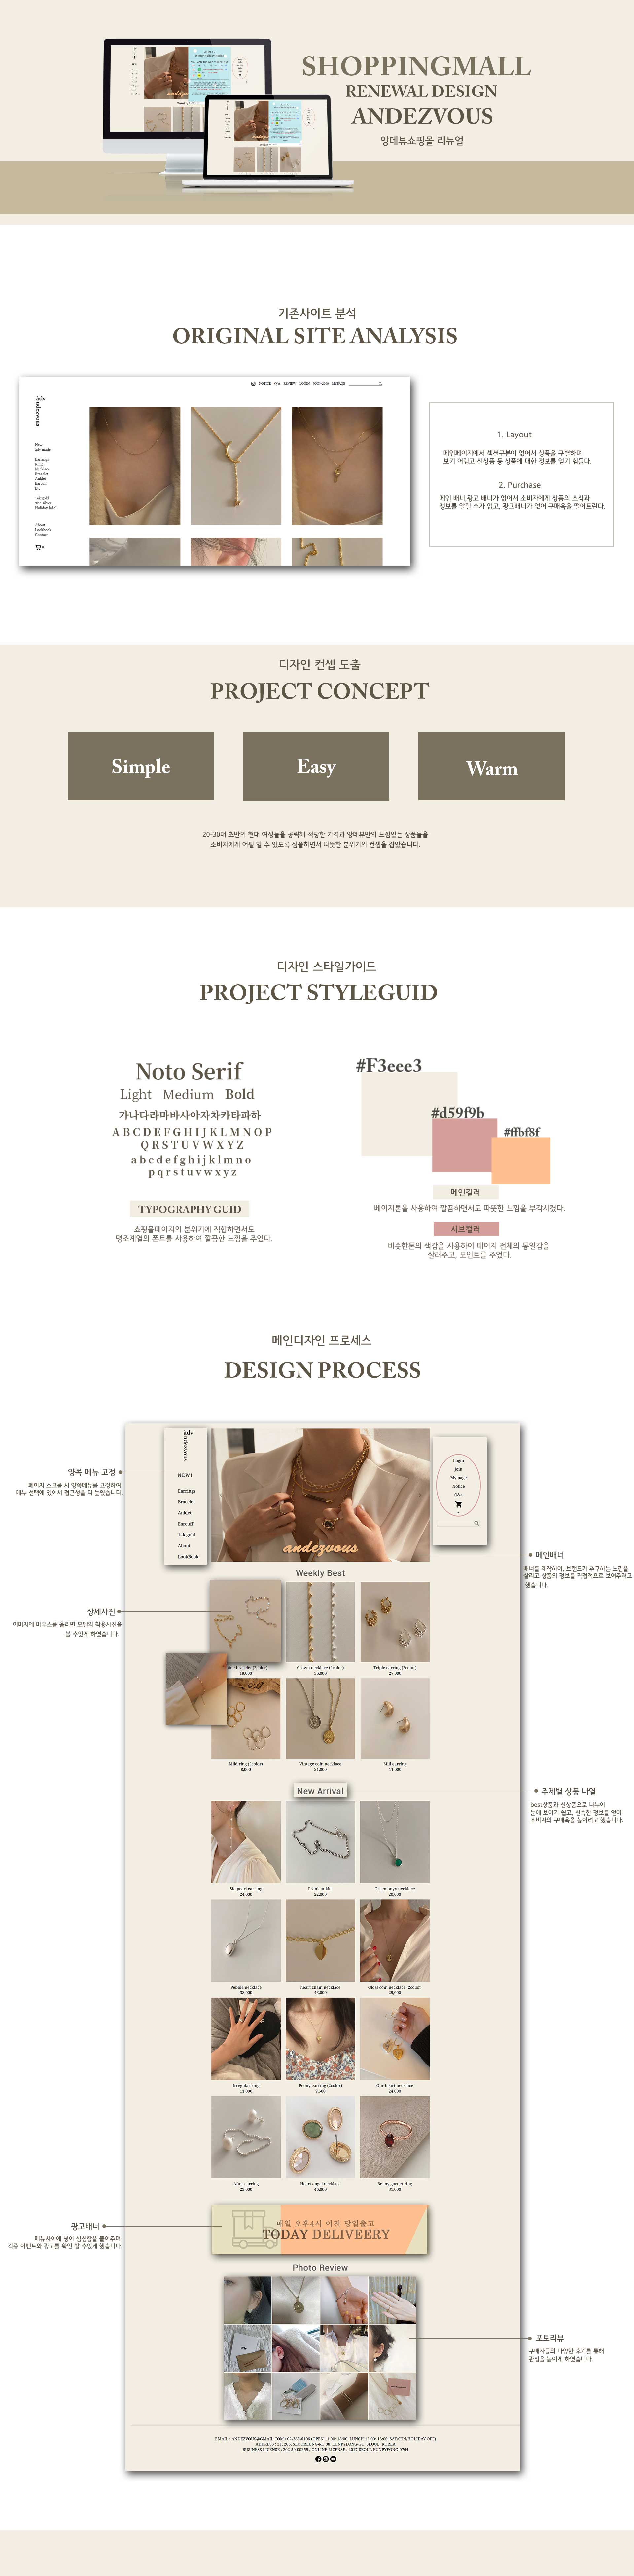 SHOPPINGMALL
RENEWAL DESIGN
ANDEZVOUS
앙데뷰쇼핑몰 리뉴얼
기존사이트 분석
ORIGINAL SITE ANALYSIS
NOTICE Q/A REVIEW LOGIN JOIN+2000 USPAGE
àdv
ndezvous
New
adv made
Earrings
Ring
Necklace
Bracelet
Anklet
Earcuff
Etc
14k gold
92.5 silver
Holiday label
About
Lookbook
Contact
1. Layout
메인페이지에서 섹션구분이 없어서 상품을 구별하며
보기 어렵고 신상품 등 상품에 대한 정보를 얻기 힘들다.
2. Purchase
메인 배너,광고 배너가 없어서 소비자에게 상품의 소식과
정보를 알릴 수가 없고, 광고배너가 없어 구매욕을 떨어트린다.
디자인 컨셉 도출
PROJECT CONCEPT
Simple
Easy
Warm
20-30대 초반의 현대 여성들을 공략해 적당한 가격과 앙데뷰만의 느낌있는 상품들을
소비자에게 어필 할 수 있도록 심플하면서 따뜻한 분위기의 컨셉을 잡았습니다.
디자인 스타일가이드
PROJECT STYLEGUID
Noto Serif
Light Medium Bold
가나다라마바사아자차카타파하
ABCDEFGHIJKLMNOP
QRSTUVWXYZ
abcdefghijklmno
pqrstuvwxyz
TYPOGRAPHY GUID
쇼핑몰페이지의 분위기에 적합하면서도
명조계열의 폰트를 사용하여 깔끔한 느낌을 주었다.
#F3eee3
#d59f9b
#ffbf8f
메인컬러
베이지톤을 사용하여 깔끔하면서도 따뜻한 느낌을 부각시켰다.
서브컬러
비슷한톤의 색감을 사용하여 페이지 전체의 통일감을
살려주고, 포인트를 주었다.
메인디자인 프로세스
DESIGN PROCESS
àdv
ndezvous
NEW!
Earrings
Bracelet
Anklet
Earcuff
14k gold
About
LookBook
andezvous
Login
Join
My page
Notice
Q&a
양쪽 메뉴 고정
페이지 스크롤 시 양쪽메뉴를 고정하여
메뉴 선택에 있어서 접근성을 더 높였습니다.
메인배너
배너를 제작하여, 브랜드가 추구하는 느낌을
살리고 상품의 정보를 직접적으로 보여주려고
했습니다.
Weekly Best
상세사진
이미지에 마우스를 올리면 모델의 착용사진을
볼 수있게 하였습니다.
bracelet (2color)
19,000
Crown necklace (2color)
36,000
Triple earring (2color)
27,000
Mild ring (2color)
8,000
Vintage coin necklace
31,000
Mill earring
11,000
New Arrival
주제별 상품 나열
best상품과 신상품으로 나누어
눈에 보이기 쉽고, 신속한 정보를 얻어
소비자의 구매욕을 높이려고 했습니다.
Sia pearl earring
24,000
Frank anklet
22,000
Green onyx necklace
20,000
Pebble necklace
38,000
heart chain necklace
43,000
Gloss coin necklace (2color)
29,000
Irregular ring
11,000
Peony earring (2color)
9,500
Our heart necklace
24,000
After earring
23,000
Heart angel necklace
46,000
Be my garnet ring
31,000
광고배너
메뉴사이에 넣어 심심함을 풀어주며
각종 이벤트와 광고를 확인 할 수있게 했습니다.
매일 오후4시 이전 당일출고
TODAY DELIVEERY
Photo Review
포토리뷰
구매자들의 다양한 후기를 통해
관심을 높이게 하였습니다.
EMAIL : ANDEZVOUS@GMAIL.COM / 02-383-0108 (OPEN 11:00~18:00, LUNCH 12:00~13:00, SAT/SUN/HOLIDAY OFF)
ADDRESS : 2F, 203, SEOOREUNG-RO 88, EUNPYEONG-GU, SEOUL, KOREA
BUSINESS LICENSE : 202-59-00259 / ONLINE LICENSE : 2017-SEOUL EUNPYEONG-0764